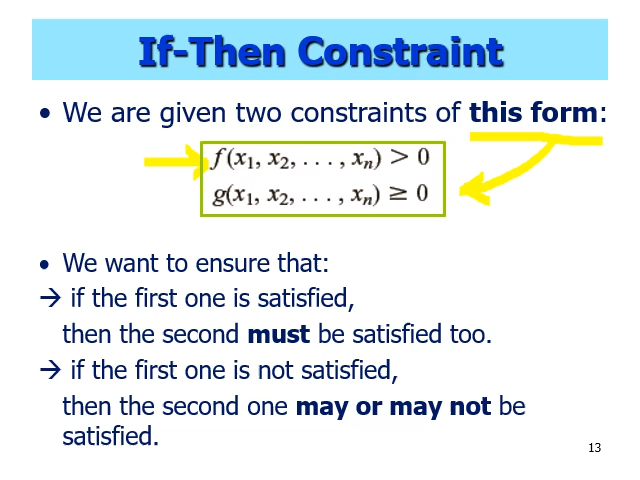 If-Then Constraint
• We are given two constraints of this form:
f(x₁, x₂, . . . , xₙ) > 0
g(x₁, x₂, . . . , xₙ) ≥ 0
• We want to ensure that:
→ if the first one is satisfied,
then the second must be satisfied too.
→ if the first one is not satisfied,
then the second one may or may not be
satisfied.
13